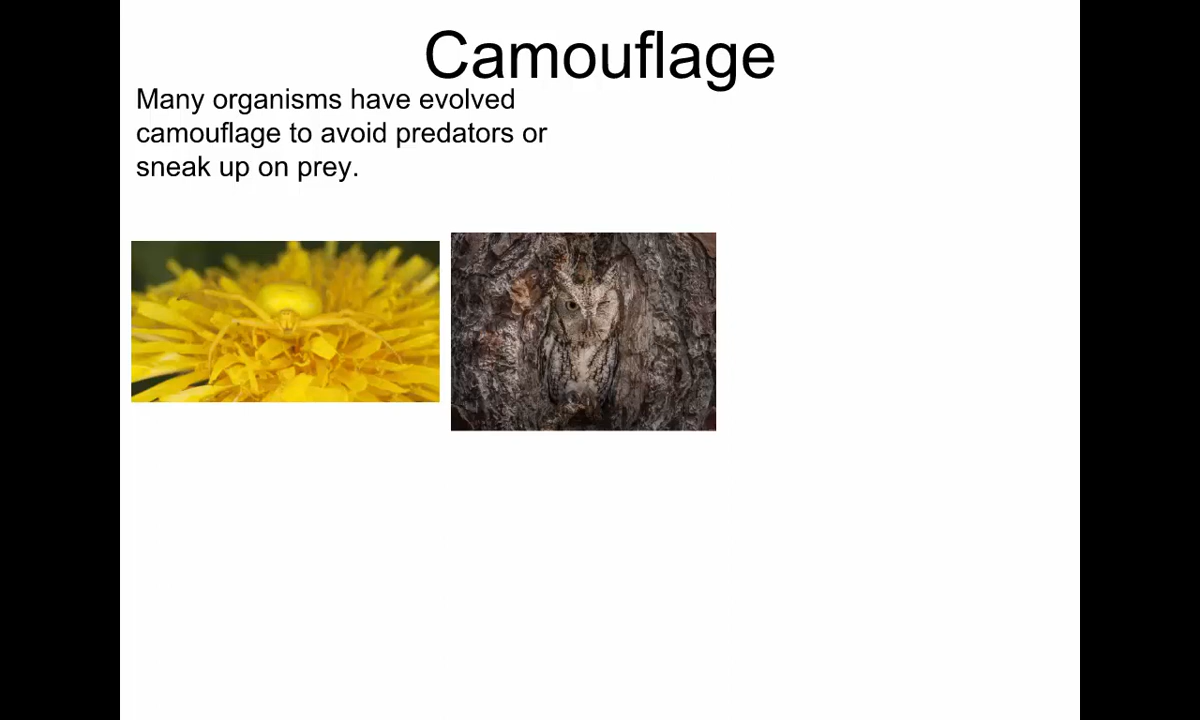 Camouflage
Many organisms have evolved
camouflage to avoid predators or
sneak up on prey.